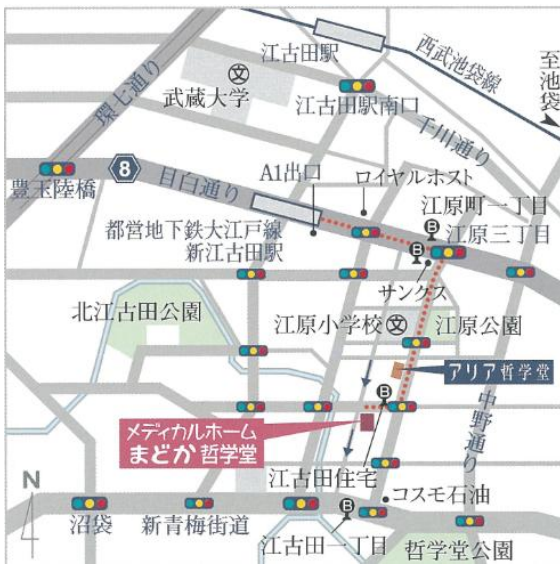 江古田駅
西武池袋線
至池袋
環七通り
武蔵大学
文
江古田駅南口
千川通り
8
目白通り
A1出口
ロイヤルホスト
豊玉陸橋
都営地下鉄大江戸線
新江古田駅
江原町一丁目
B
江原三丁目
B
サンクス
北江古田公園
江原小学校
文
江原公園
アリア哲学堂
中野通り
B
メディカルホーム
まどか 哲学堂
江古田住宅
N
コスモ石油
沼袋
新青梅街道
B
江古田一丁目
哲学堂公園